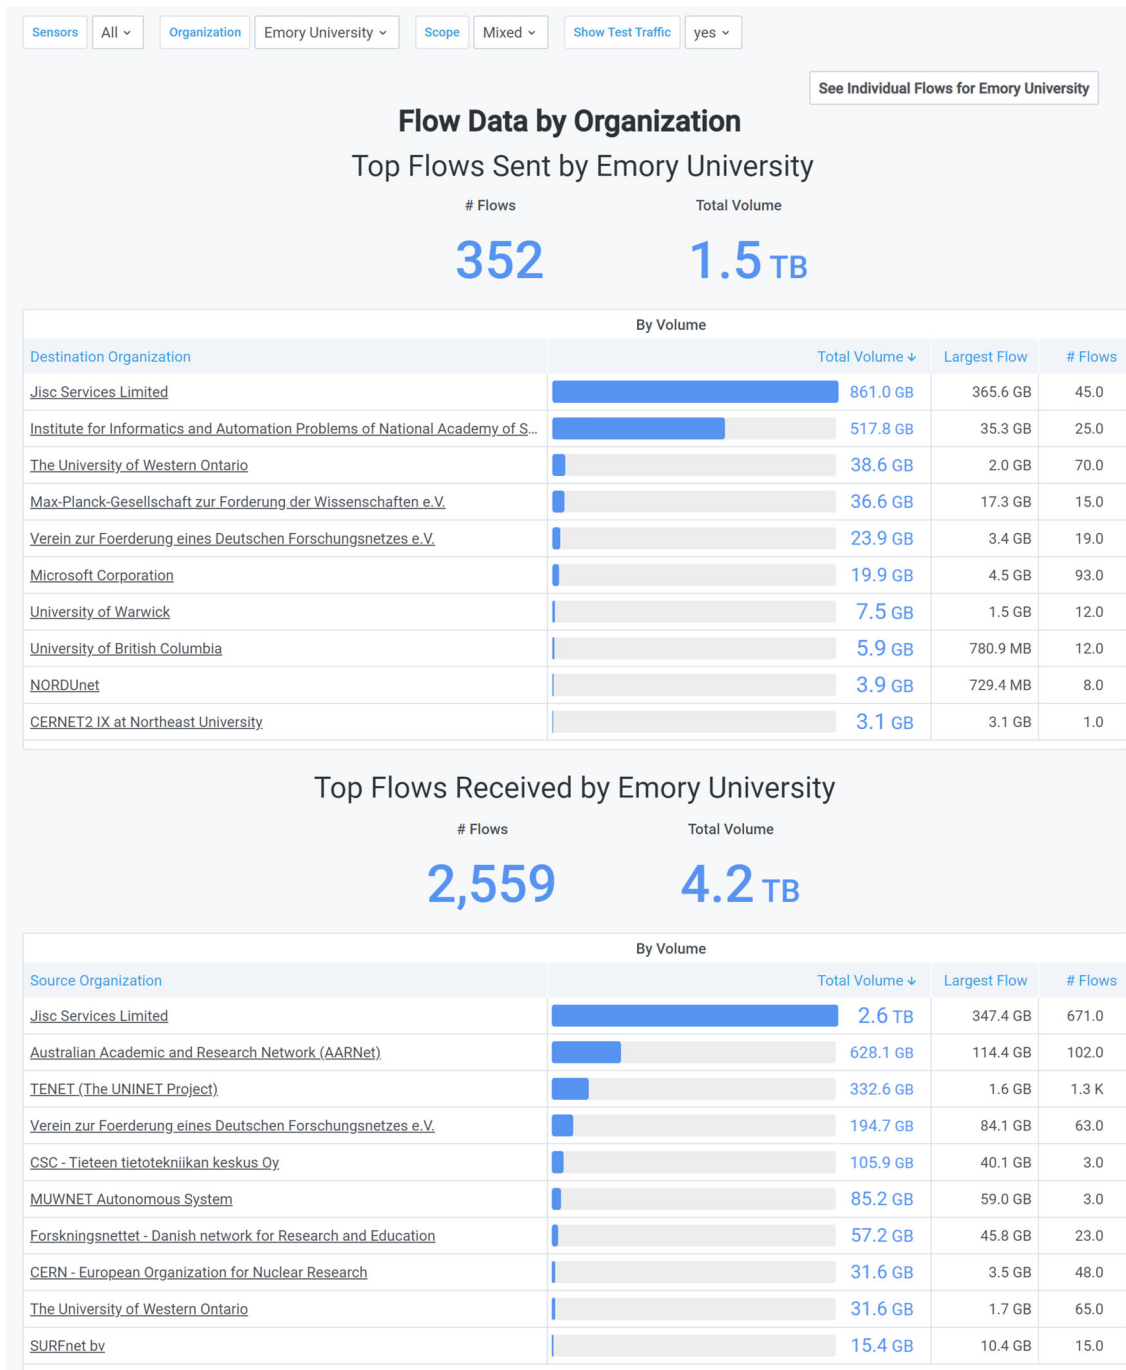 Sensors All Organization Emory University Scope Mixed Show Test Traffic yes
See Individual Flows for Emory University
Flow Data by Organization
Top Flows Sent by Emory University
# Flows Total Volume
352 1.5 TB
By Volume
Destination Organization Total Volume ↓ Largest Flow # Flows
Jisc Services Limited 861.0 GB 365.6 GB 45.0
Institute for Informatics and Automation Problems of National Academy of S... 517.8 GB 35.3 GB 25.0
The University of Western Ontario 38.6 GB 2.0 GB 70.0
Max-Planck-Gesellschaft zur Forderung der Wissenschaften e.V. 36.6 GB 17.3 GB 15.0
Verein zur Foerderung eines Deutschen Forschungsnetzes e.V. 23.9 GB 3.4 GB 19.0
Microsoft Corporation 19.9 GB 4.5 GB 93.0
University of Warwick 7.5 GB 1.5 GB 12.0
University of British Columbia 5.9 GB 780.9 MB 12.0
NORDUnet 3.9 GB 729.4 MB 8.0
CERNET2 IX at Northeast University 3.1 GB 3.1 GB 1.0
Top Flows Received by Emory University
# Flows Total Volume
2,559 4.2 TB
By Volume
Source Organization Total Volume ↓ Largest Flow # Flows
Jisc Services Limited 2.6 TB 347.4 GB 671.0
Australian Academic and Research Network (AARNet) 628.1 GB 114.4 GB 102.0
TENET (The UNINET Project) 332.6 GB 1.6 GB 1.3 K
Verein zur Foerderung eines Deutschen Forschungsnetzes e.V. 194.7 GB 84.1 GB 63.0
CSC - Tieteen tietotekniikan keskus Oy 105.9 GB 40.1 GB 3.0
MUWNET Autonomous System 85.2 GB 59.0 GB 3.0
Forskningsnettet - Danish network for Research and Education 57.2 GB 45.8 GB 23.0
CERN - European Organization for Nuclear Research 31.6 GB 3.5 GB 48.0
The University of Western Ontario 31.6 GB 1.7 GB 65.0
SURFnet bv 15.4 GB 10.4 GB 15.0